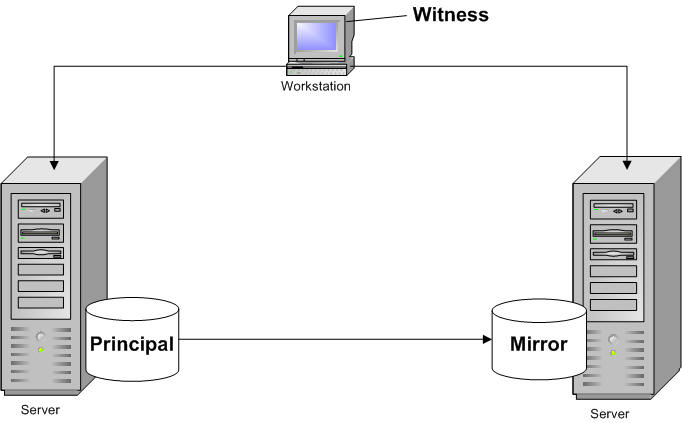 Witness
Workstation
Principal
Mirror
Server
Server